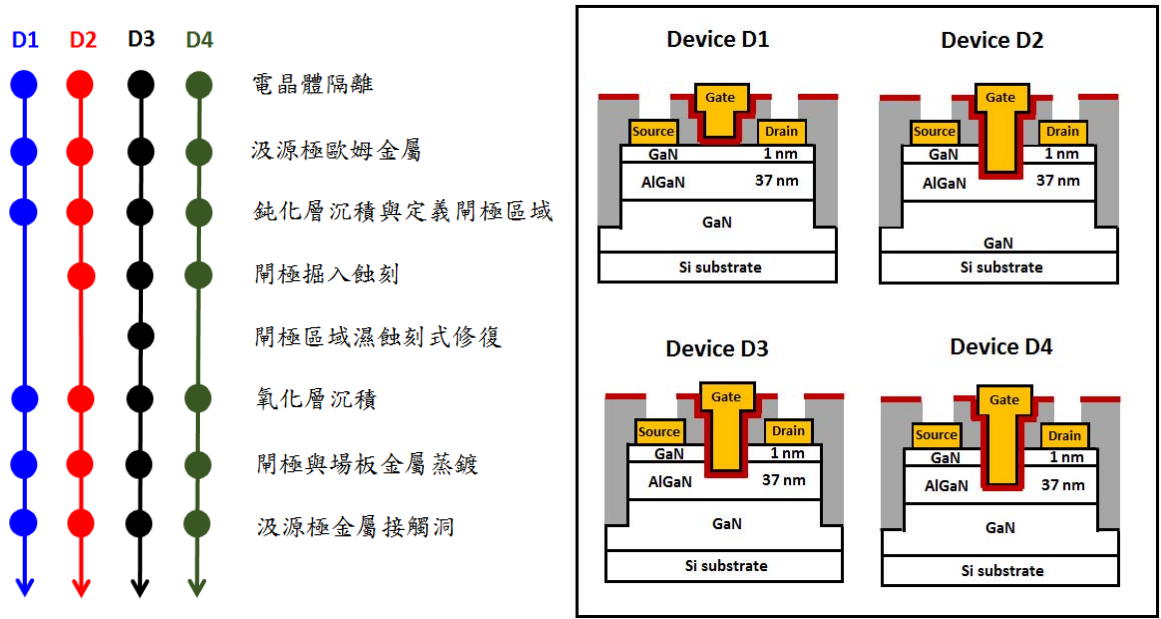 D1 D2 D3 D4
電晶體隔離
汲源極歐姆金屬
鈍化層沉積與定義閘極區域
閘極掘入蝕刻
閘極區域濕蝕刻式修復
氧化層沉積
閘極與場板金屬蒸鍍
汲源極金屬接觸洞
Device D1
Gate
Source Drain
GaN 1 nm
AlGaN 37 nm
GaN
Si substrate
Device D2
Gate
Source Drain
GaN 1 nm
AlGaN 37 nm
GaN
Si substrate
Device D3
Gate
Source Drain
GaN 1 nm
AlGaN 37 nm
GaN
Si substrate
Device D4
Gate
Source Drain
GaN 1 nm
AlGaN 37 nm
GaN
Si substrate